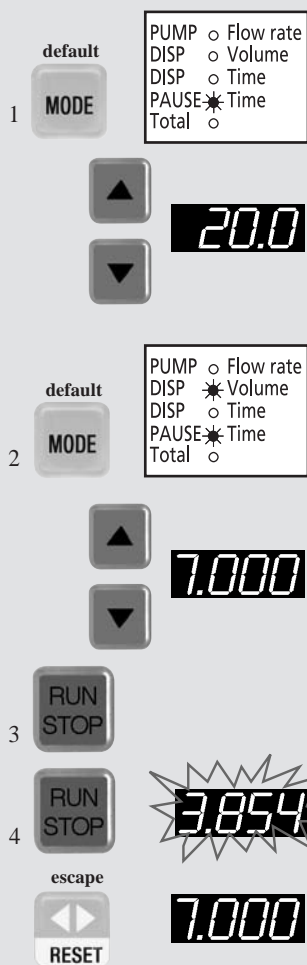 PUMP Flow rate
default
DISP Volume
DISP Time
1 MODE
PAUSE Time
Total
20.0
PUMP Flow rate
default
DISP Volume
DISP Time
2 MODE
PAUSE Time
Total
7.000
RUN
STOP
3
RUN
STOP
4
3.854
escape
7.000
RESET